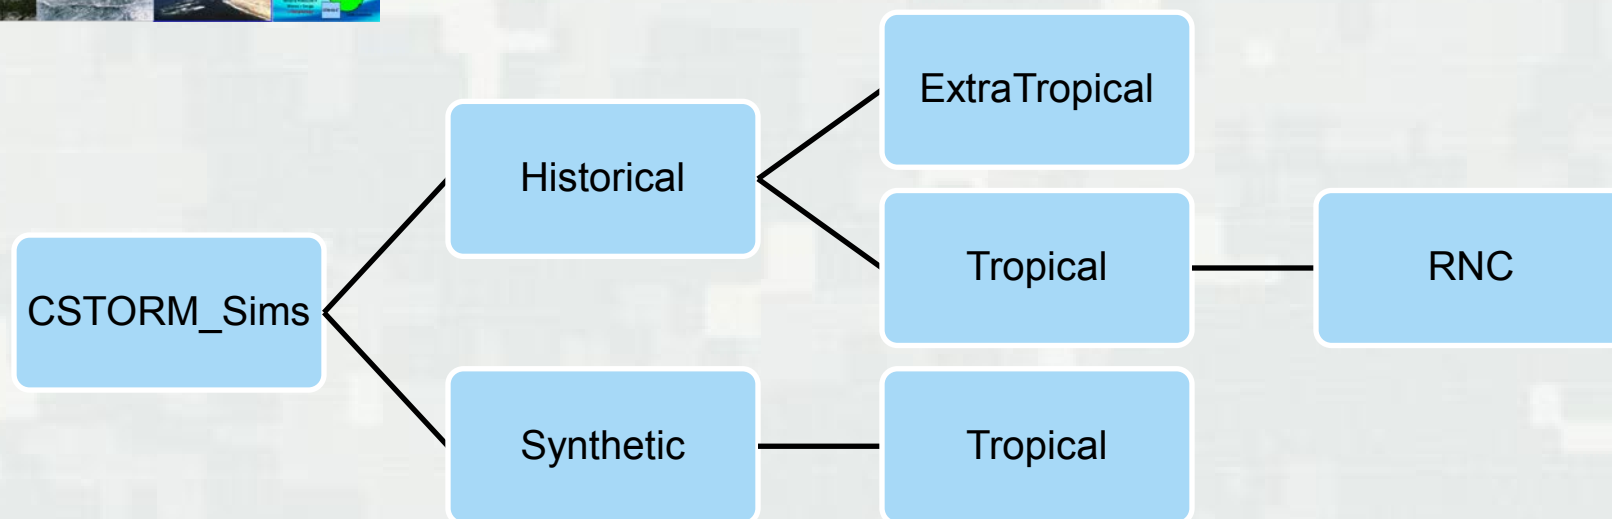 ExtraTropical
Historical
Tropical
RNC
CSTORM_Sims
Synthetic
Tropical